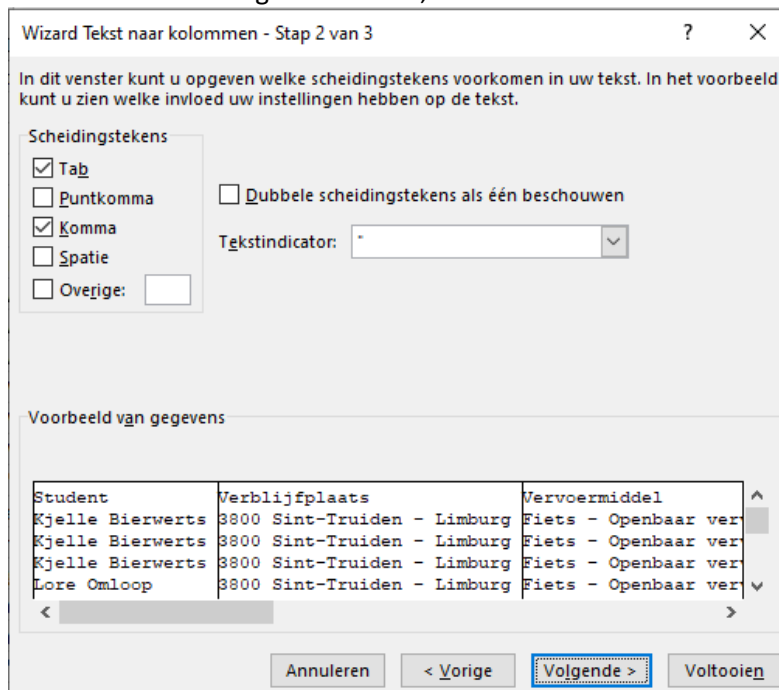 Wizard Tekst naar kolommen - Stap 2 van 3 ?
In dit venster kunt u opgeven welke scheidingstekens voorkomen in uw tekst. In het voorbeeld
kunt u zien welke invloed uw instellingen hebben op de tekst.
Scheidingstekens
Tab
Puntkomma
Komma
Spatie
Overige:
Dubbele scheidingstekens als één beschouwen
Tekstindicator: "
Voorbeeld van gegevens
Student Verblijfplaats Vervoermiddel
Kjelle Bierwerts 3800 Sint-Truiden - Limburg Fiets - Openbaar ver
Kjelle Bierwerts 3800 Sint-Truiden - Limburg Fiets - Openbaar ver
Kjelle Bierwerts 3800 Sint-Truiden - Limburg Fiets - Openbaar ver
Lore Omloop 3800 Sint-Truiden - Limburg Fiets - Openbaar ver
Annuleren < Vorige Volgende > Voltooien